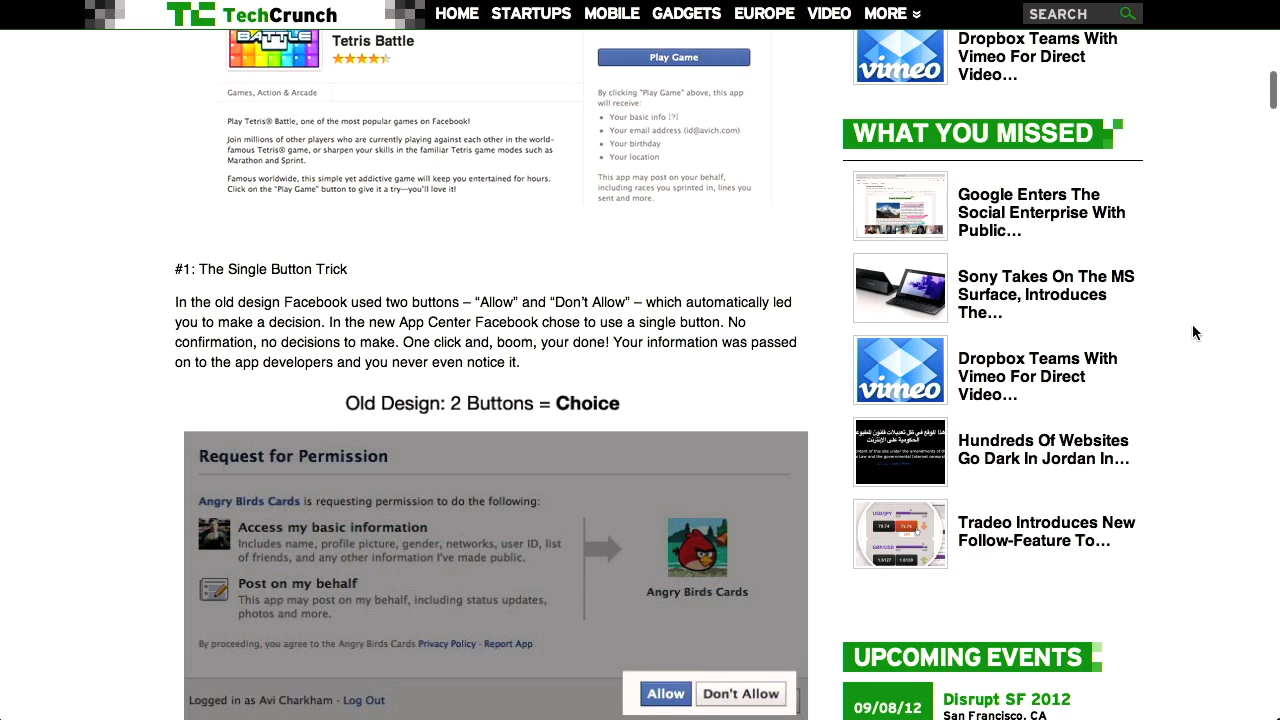 TechCrunch
HOME STARTUPS MOBILE GADGETS EUROPE VIDEO MORE
SEARCH
BATTLE
Tetris Battle
Play Game
Games, Action & Arcade
Play Tetris® Battle, one of the most popular games on Facebook!
Join millions of other players who are currently playing against each other in the world-
famous Tetris® game, or sharpen your skills in the familiar Tetris game modes such as
Marathon and Sprint.
Famous worldwide, this simple yet addictive game will keep you entertained for hours.
Click on the "Play Game" button to give it a try—you'll love it!
By clicking "Play Game" above, this app
will receive:
• Your basic info [?]
• Your email address (id@avich.com)
• Your birthday
• Your location
This app may post on your behalf,
including races you sprinted in, lines you
sent and more.
#1: The Single Button Trick
In the old design Facebook used two buttons – “Allow” and “Don’t Allow” – which automatically led
you to make a decision. In the new App Center Facebook chose to use a single button. No
confirmation, no decisions to make. One click and, boom, your done! Your information was passed
on to the app developers and you never even notice it.
Old Design: 2 Buttons = Choice
Request for Permission
Angry Birds Cards is requesting permission to do the following:
Access my basic information
Includes name, profile picture, gender, networks, user ID, list
of friends, and any other information I've made public.
Post on my behalf
This app may post on my behalf, including status updates,
photos and more.
Angry Birds Cards
By proceeding, you agree to the Angry Birds Cards Privacy Policy · Report App
Logged in as Avi Charkham · Log Out
Allow
Don't Allow
vimeo
Dropbox Teams With
Vimeo For Direct
Video…
WHAT YOU MISSED
Google Enters The
Social Enterprise With
Public…
Sony Takes On The MS
Surface, Introduces
The…
vimeo
Dropbox Teams With
Vimeo For Direct
Video…
Hundreds Of Websites
Go Dark In Jordan In…
USD/JPY
79.74
GBP/USD
Tradeo Introduces New
Follow-Feature To…
UPCOMING EVENTS
09/08/12
Disrupt SF 2012
San Francisco, CA